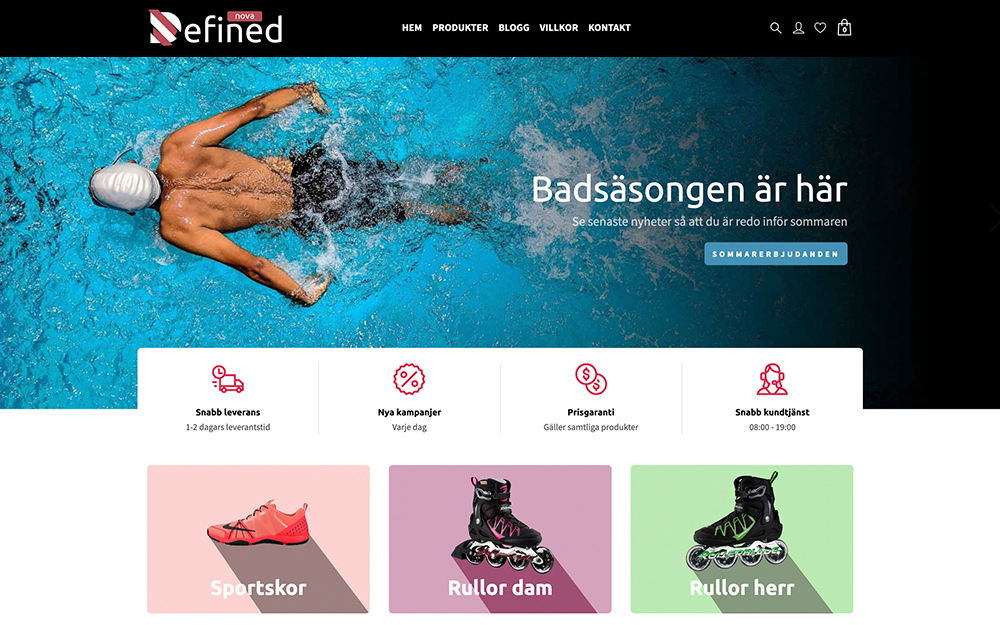 nova
Defined
HEM PRODUKTER BLOGG VILLKOR KONTAKT
0
Badsäsongen är här
Se senaste nyheter så att du är redo inför sommaren
SOMMARERBJUDANDEN
Snabb leverans
1-2 dagars leveranstid
Nya kampanjer
Varje dag
Prisgaranti
Gäller samtliga produkter
Snabb kundtjänst
08:00 - 19:00
Sportskor
Rullor dam
ROLLERBLADE
Rullor herr